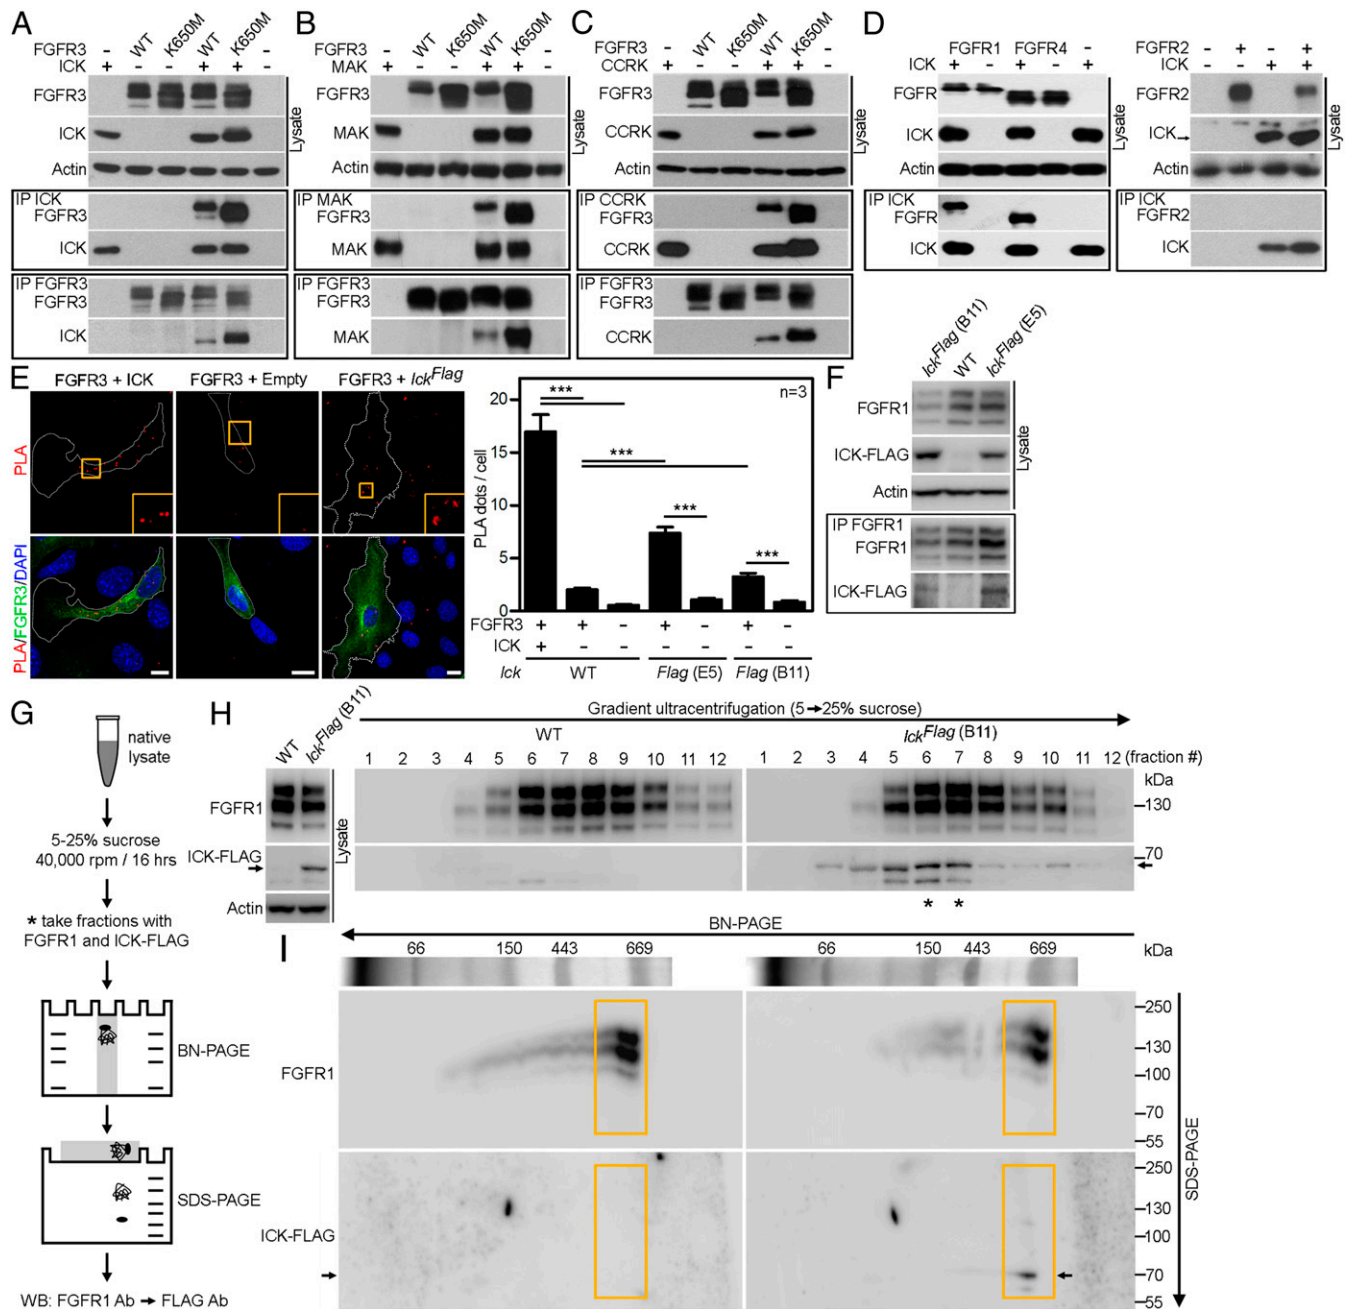 A
FGFR3 - WT K650M WT K650M -
ICK + - - + + -
FGFR3
ICK
Actin
Lysate
IP ICK
FGFR3
ICK
IP FGFR3
FGFR3
ICK
B
FGFR3 - WT K650M WT K650M -
MAK + - - + + -
FGFR3
MAK
Actin
Lysate
IP MAK
FGFR3
MAK
IP FGFR3
FGFR3
MAK
C
FGFR3 - WT K650M WT K650M -
CCRK + - - + + -
FGFR3
CCRK
Actin
Lysate
IP CCRK
FGFR3
CCRK
IP FGFR3
FGFR3
CCRK
D
FGFR1 FGFR4 -
ICK + - + - +
FGFR
ICK
Actin
Lysate
IP ICK
FGFR
ICK
FGFR2 - + - +
ICK - - + +
FGFR2
ICK
Actin
Lysate
IP ICK
FGFR2
ICK
E
FGFR3 + ICK FGFR3 + Empty FGFR3 + Ick^Flag
PLA
PLA/FGFR3/DAPI
PLA dots / cell
20
15
10
5
0
n=3
***
***
***
***
FGFR3 + + - + - + -
ICK + - - - - - -
Ick WT Flag (E5) Flag (B11)
F
Ick^Flag (B11) WT Ick^Flag (E5)
FGFR1
ICK-FLAG
Actin
Lysate
IP FGFR1
FGFR1
ICK-FLAG
G
native
lysate
5-25% sucrose
40,000 rpm / 16 hrs
* take fractions with
FGFR1 and ICK-FLAG
BN-PAGE
SDS-PAGE
WB: FGFR1 Ab → FLAG Ab
H
WT Ick^Flag (B11)
FGFR1
ICK-FLAG
Actin
Lysate
Gradient ultracentrifugation (5 → 25% sucrose)
WT Ick^Flag (B11)
1 2 3 4 5 6 7 8 9 10 11 12 1 2 3 4 5 6 7 8 9 10 11 12 (fraction #)
kDa
130
70
* *
I
BN-PAGE
66 150 443 669 66 150 443 669 kDa
FGFR1
250
130
100
70
55
ICK-FLAG
250
130
100
70
55
SDS-PAGE